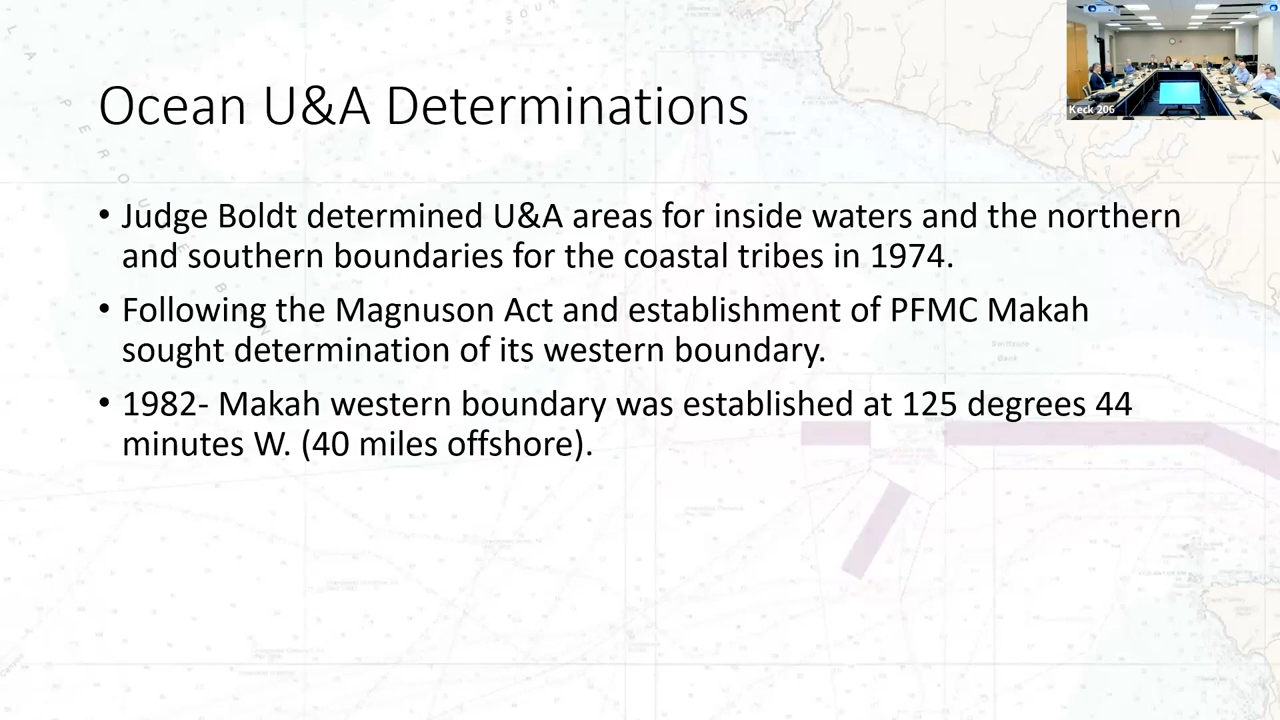 Ocean U&A Determinations
Keck 206
• Judge Boldt determined U&A areas for inside waters and the northern
and southern boundaries for the coastal tribes in 1974.
• Following the Magnuson Act and establishment of PFMC Makah
sought determination of its western boundary.
• 1982- Makah western boundary was established at 125 degrees 44
minutes W. (40 miles offshore).